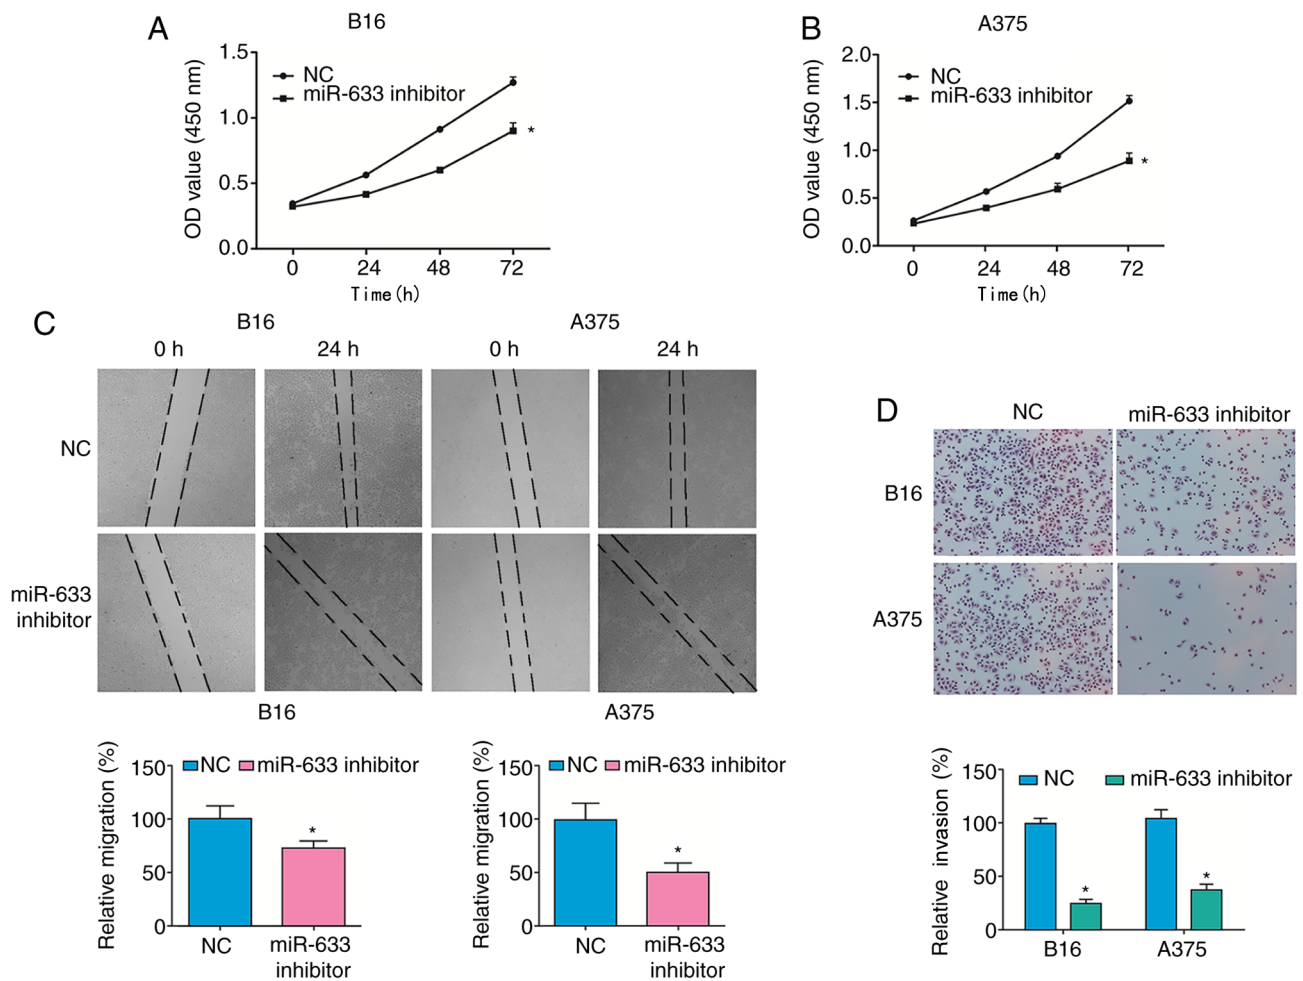 A
B16
1.5
1.0
0.5
0.0
OD value (450 nm)
NC
miR-633 inhibitor
*
0 24 48 72
Time(h)
B
A375
2.0
1.5
1.0
0.5
0.0
OD value (450 nm)
NC
miR-633 inhibitor
*
0 24 48 72
Time(h)
C
B16 A375
0 h 24 h 0 h 24 h
NC
miR-633
inhibitor
B16
150
100
50
0
Relative migration (%)
NC miR-633 inhibitor
*
NC miR-633
inhibitor
A375
150
100
50
0
Relative migration (%)
NC miR-633 inhibitor
*
NC miR-633
inhibitor
D
NC miR-633 inhibitor
B16
A375
150
100
50
0
Relative invasion (%)
NC miR-633 inhibitor
* *
B16 A375